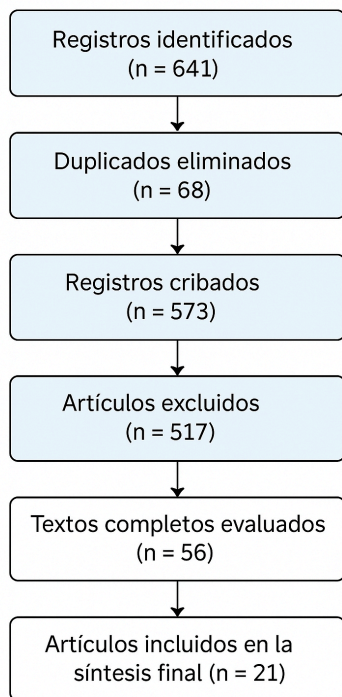 Registros identificados
(n = 641)
Duplicados eliminados
(n = 68)
Registros cribados
(n = 573)
Artículos excluidos
(n = 517)
Textos completos evaluados
(n = 56)
Artículos incluidos en la
síntesis final (n = 21)